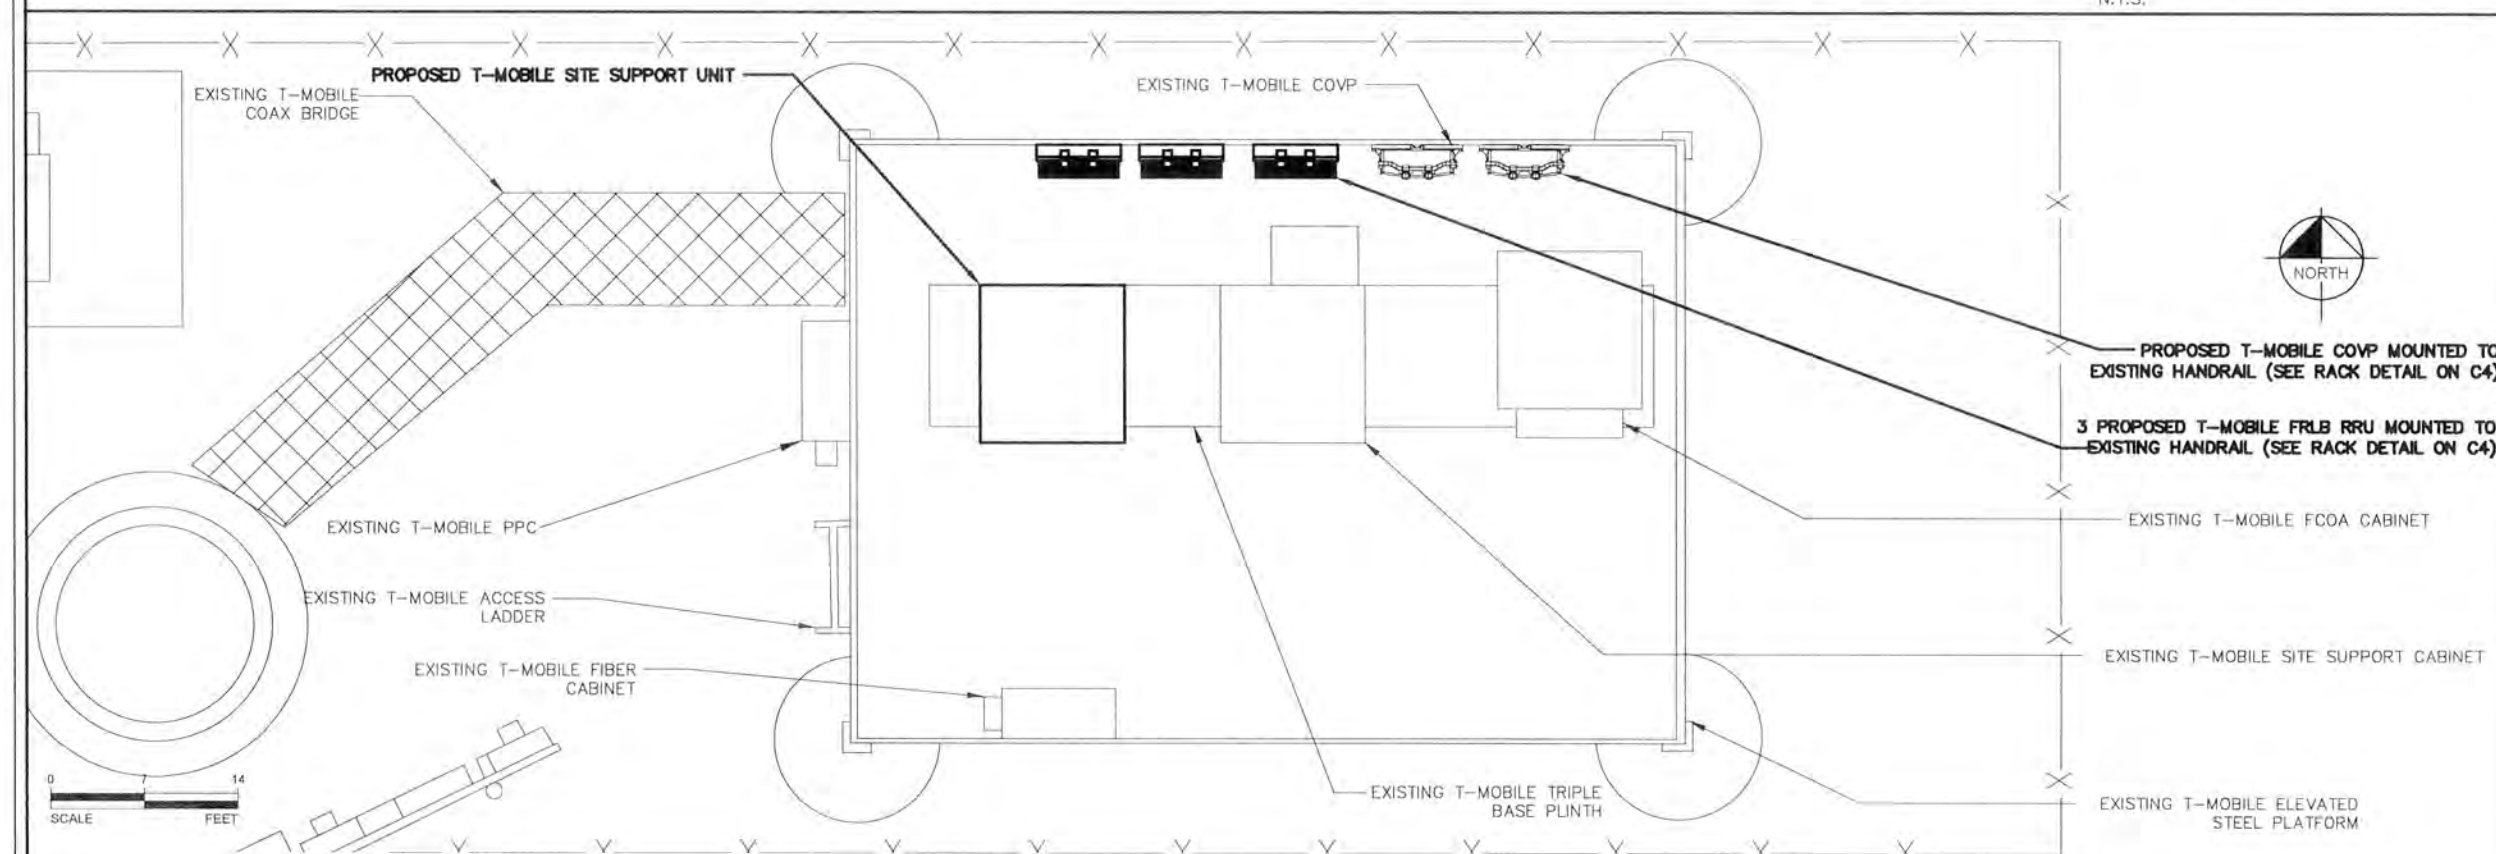 N.T.S.
PROPOSED T-MOBILE SITE SUPPORT UNIT
EXISTING T-MOBILE
COAX BRIDGE
EXISTING T-MOBILE COVP
NORTH
PROPOSED T-MOBILE COVP MOUNTED TO
EXISTING HANDRAIL (SEE RACK DETAIL ON C4)
3 PROPOSED T-MOBILE FRLB RRU MOUNTED TO
EXISTING HANDRAIL (SEE RACK DETAIL ON C4)
EXISTING T-MOBILE PPC
EXISTING T-MOBILE FCOA CABINET
EXISTING T-MOBILE ACCESS
LADDER
EXISTING T-MOBILE SITE SUPPORT CABINET
EXISTING T-MOBILE FIBER
CABINET
EXISTING T-MOBILE TRIPLE
BASE PLINTH
EXISTING T-MOBILE ELEVATED
STEEL PLATFORM
0 7 14
SCALE FEET